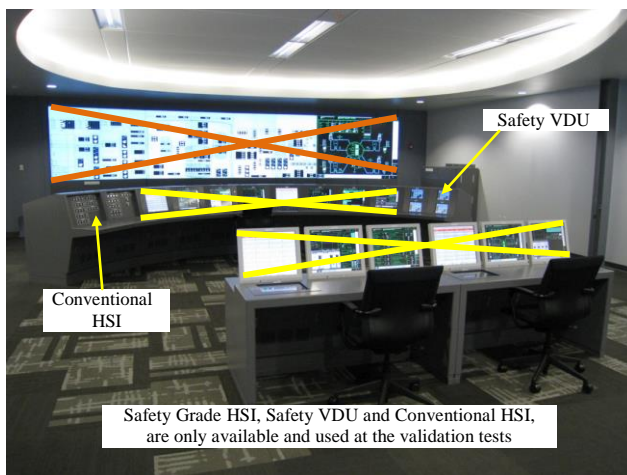 Safety VDU
Conventional
HSI
Safety Grade HSI, Safety VDU and Conventional HSI,
are only available and used at the validation tests